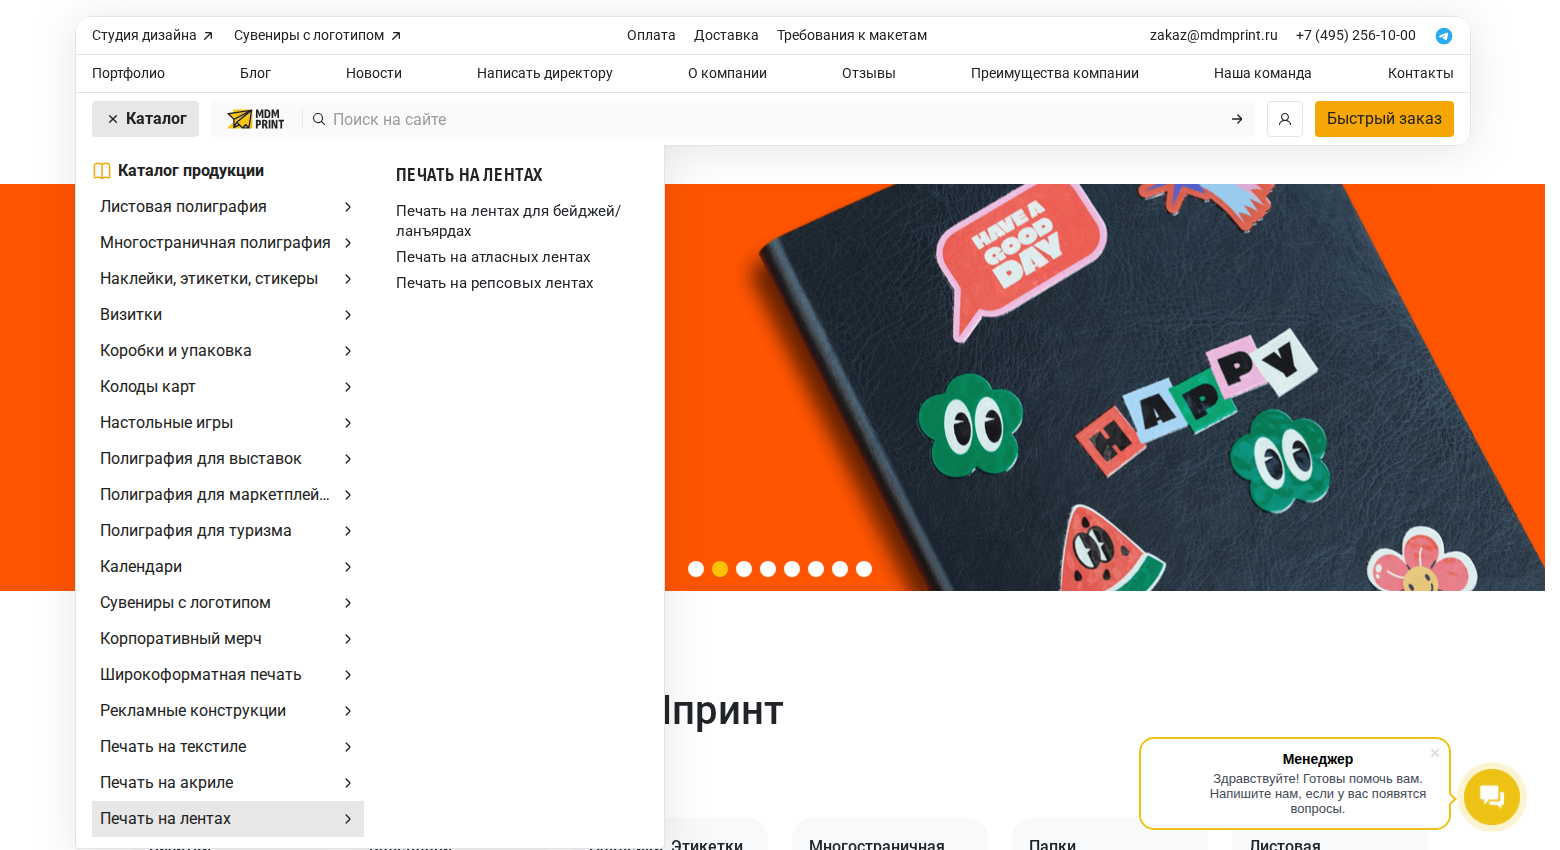 Студия дизайна
Сувениры с логотипом
Оплата
Доставка
Требования к макетам
zakaz@mdmprint.ru
+7 (495) 256-10-00
Портфолио
Блог
Новости
Написать директору
О компании
Отзывы
Преимущества компании
Наша команда
Контакты
Каталог
MDM
PRINT
Поиск на сайте
Быстрый заказ
Каталог продукции
Листовая полиграфия
Многостраничная полиграфия
Наклейки, этикетки, стикеры
Визитки
Коробки и упаковка
Колоды карт
Настольные игры
Полиграфия для выставок
Полиграфия для маркетплей...
Полиграфия для туризма
Календари
Сувениры с логотипом
Корпоративный мерч
Широкоформатная печать
Рекламные конструкции
Печать на текстиле
Печать на акриле
Печать на лентах
ПЕЧАТЬ НА ЛЕНТАХ
Печать на лентах для бейджей/
ланъярдах
Печать на атласных лентах
Печать на репсовых лентах
HAVE A
GOOD
DAY
HAPPY
принт
Менеджер
Здравствуйте! Готовы помочь вам.
Напишите нам, если у вас появятся
вопросы.
Этикетки
Многостраничная
Папки
Листовая